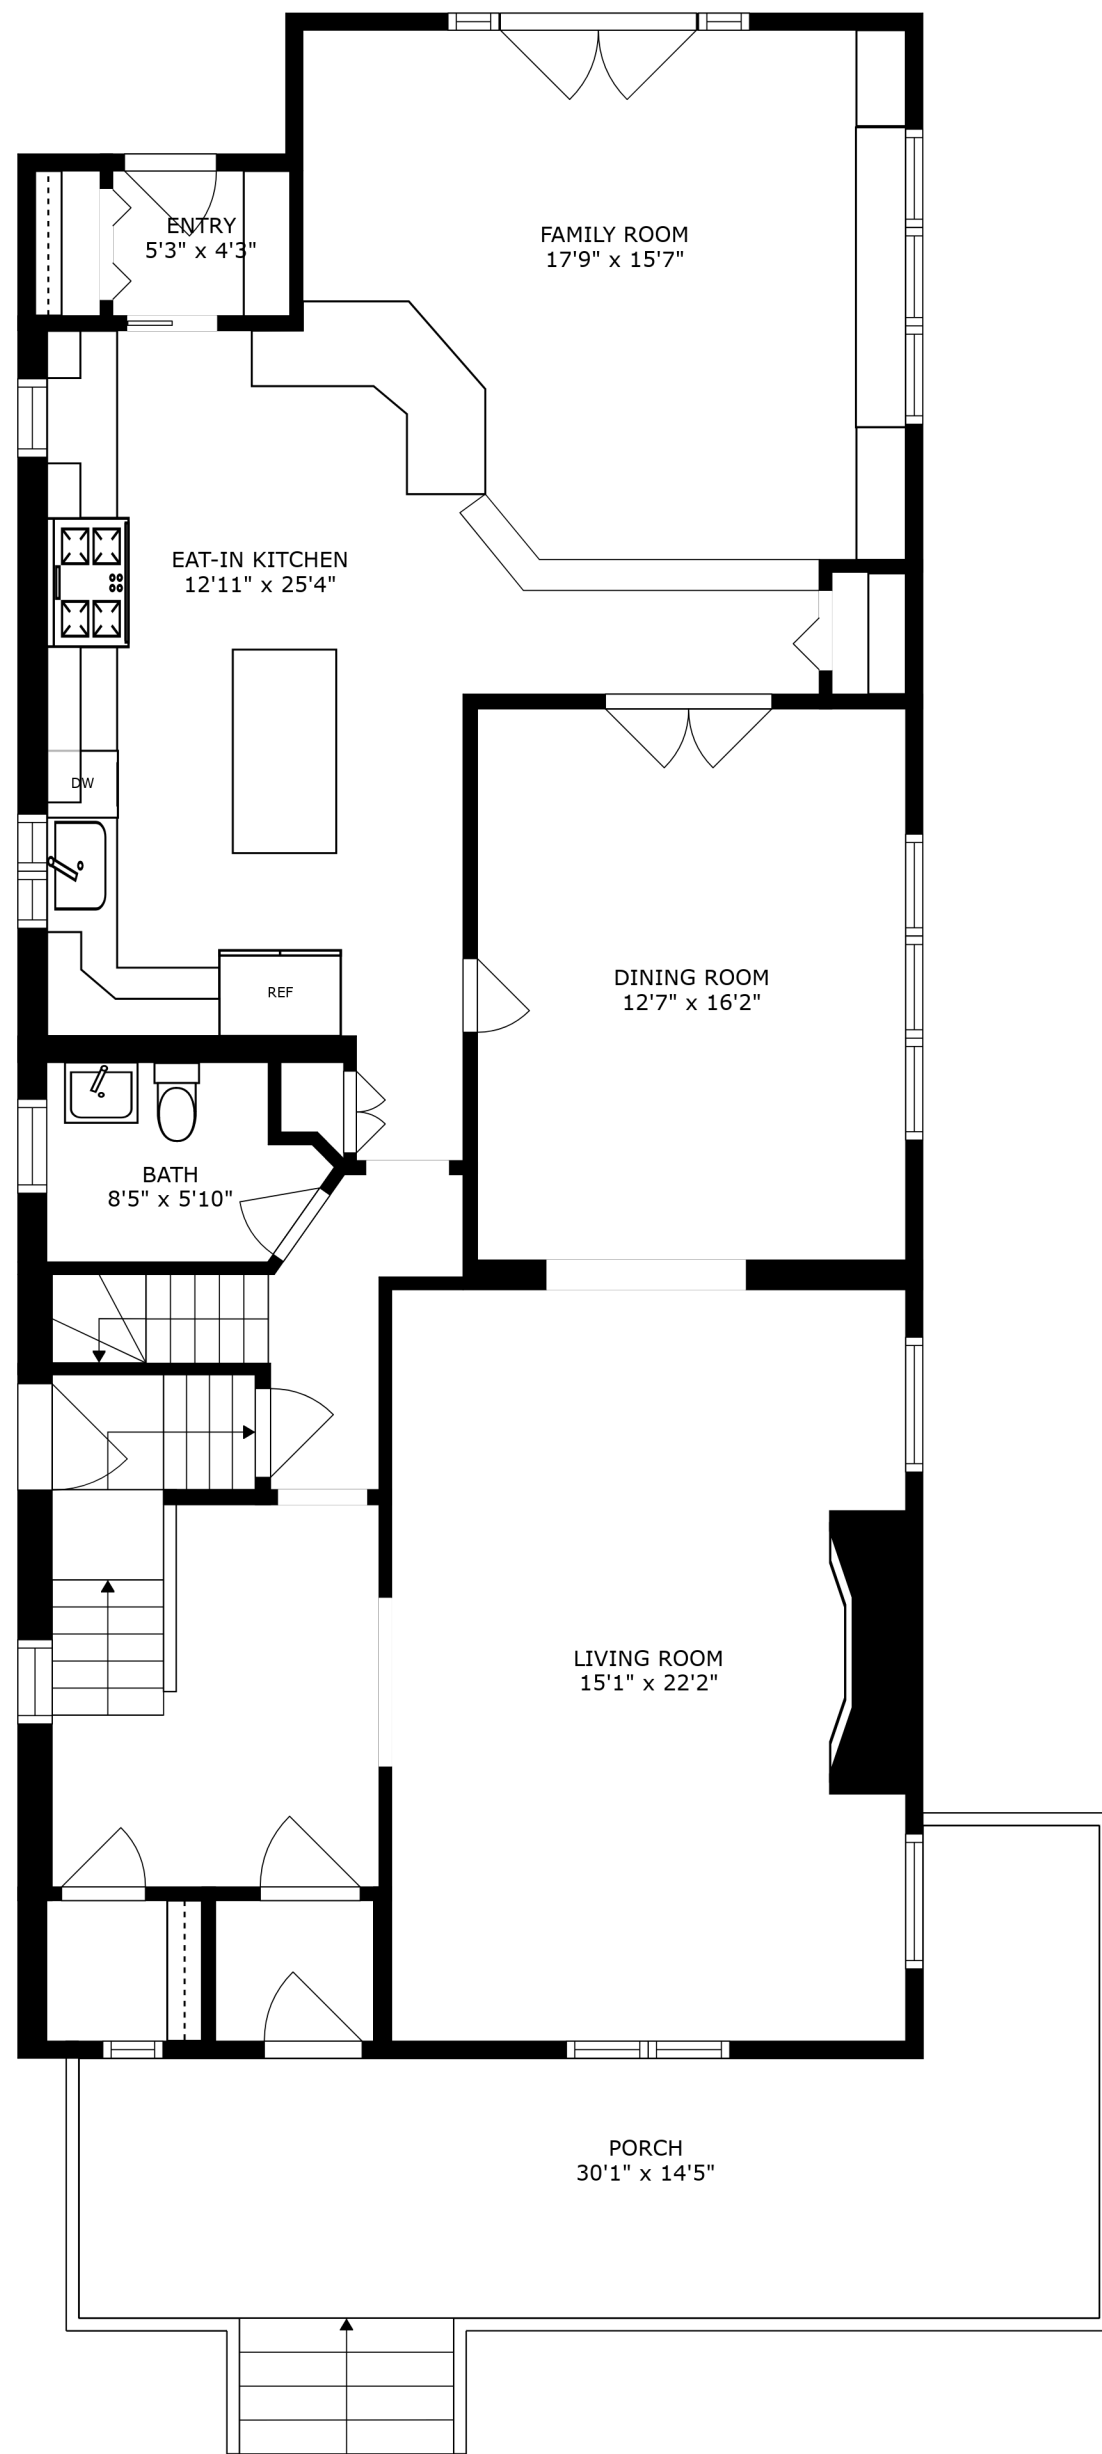 ENTRY
5'3" x 4'3"
FAMILY ROOM
17'9" x 15'7"
EAT-IN KITCHEN
12'11" x 25'4"
DW
REF
DINING ROOM
12'7" x 16'2"
BATH
8'5" x 5'10"
LIVING ROOM
15'1" x 22'2"
PORCH
30'1" x 14'5"